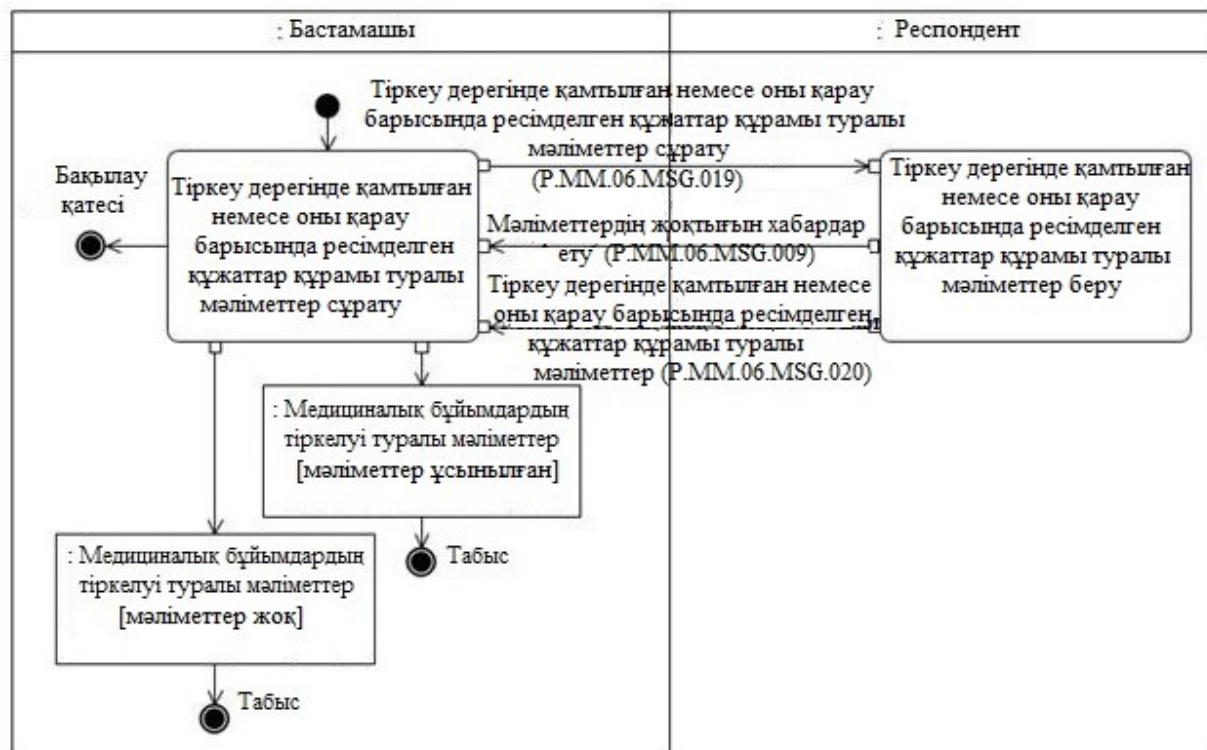 : Бастамашы
: Респондент
Тіркеу дерегінде қамтылған немесе оны қарау
барысында ресімделген құжаттар құрамы туралы
мәліметтер сұрату
(P.MM.06.MSG.019)
Бақылау
қатесі
Тіркеу дерегінде қамтылған
немесе оны қарау
барысында ресімделген
құжаттар құрамы туралы
мәліметтер сұрату
Мәліметтердің жоқтығын хабардар
ету (P.MM.06.MSG.009)
Тіркеу дерегінде қамтылған немесе
оны қарау барысында ресімделген
құжаттар құрамы туралы
мәліметтер (P.MM.06.MSG.020)
Тіркеу дерегінде қамтылған
немесе оны қарау
барысында ресімделген
құжаттар құрамы туралы
мәліметтер беру
: Медициналық бұйымдардың
тіркелуі туралы мәліметтер
[мәліметтер ұсынылған]
Табыс
: Медициналық бұйымдардың
тіркелуі туралы мәліметтер
[мәліметтер жоқ]
Табыс